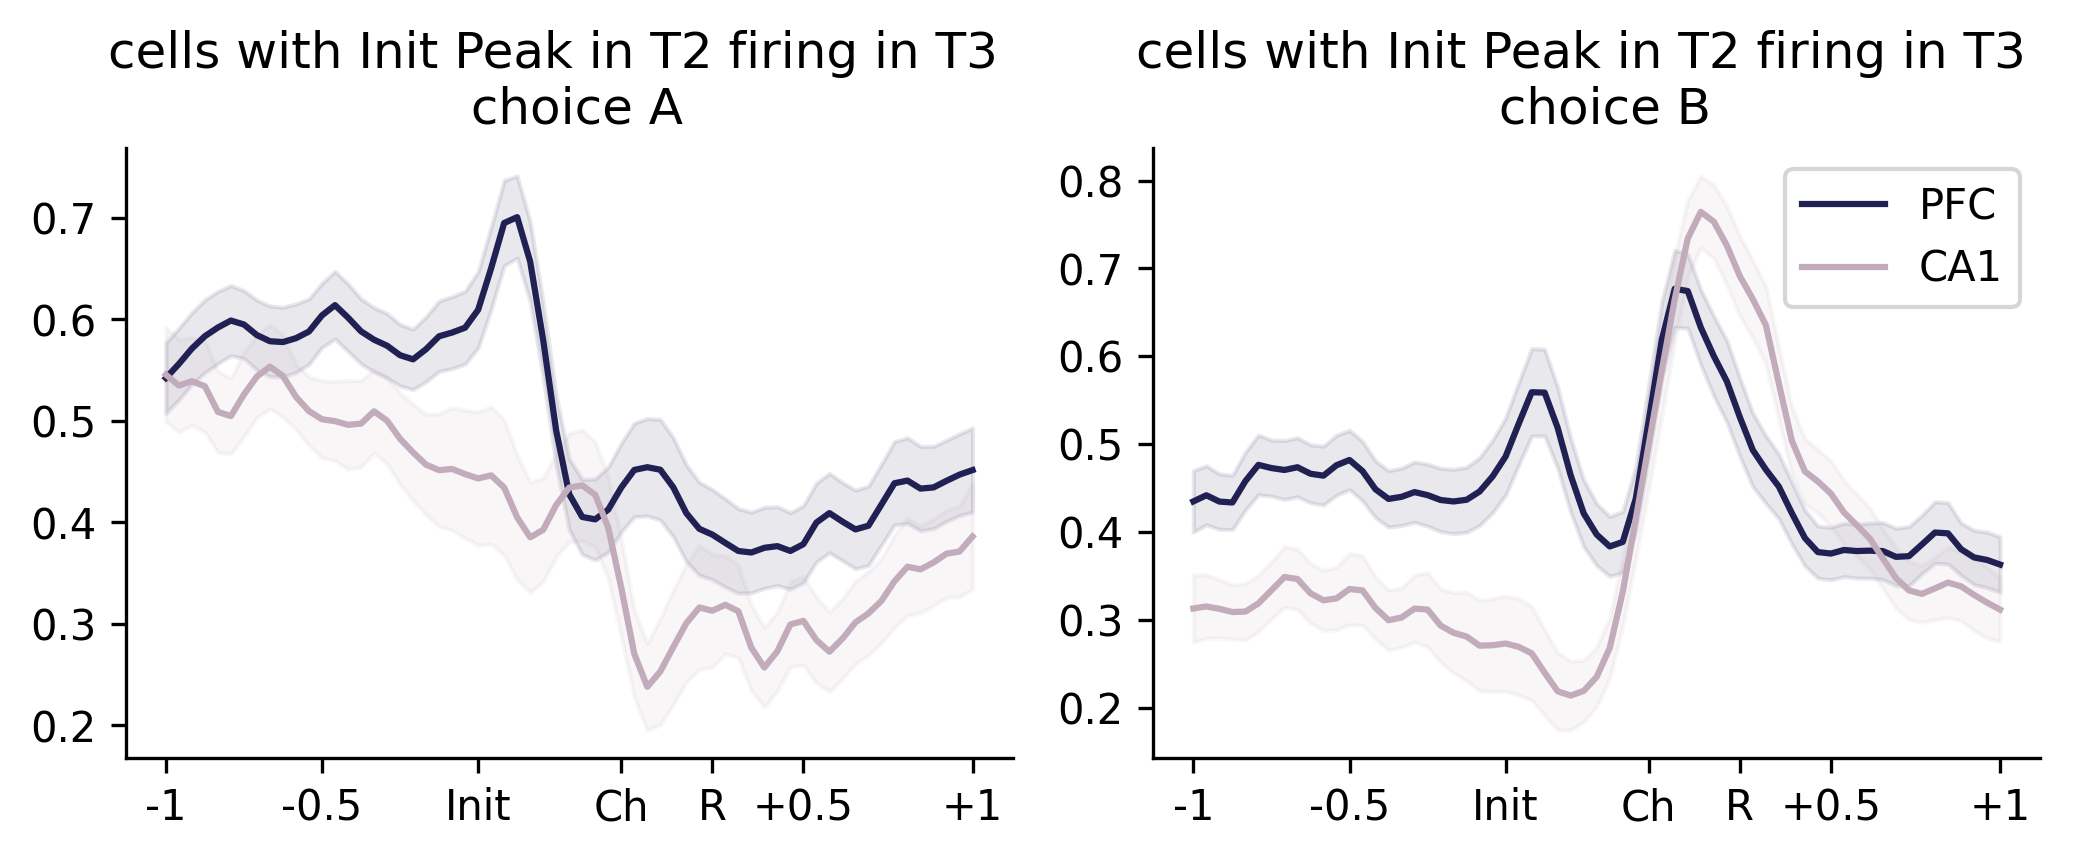 cells with Init Peak in T2 firing in T3
choice A
0.7
0.6
0.5
0.4
0.3
0.2
-1
-0.5
Init
Ch
R
+0.5
+1
cells with Init Peak in T2 firing in T3
choice B
0.8
0.7
0.6
0.5
0.4
0.3
0.2
PFC
CA1
-1
-0.5
Init
Ch
R
+0.5
+1